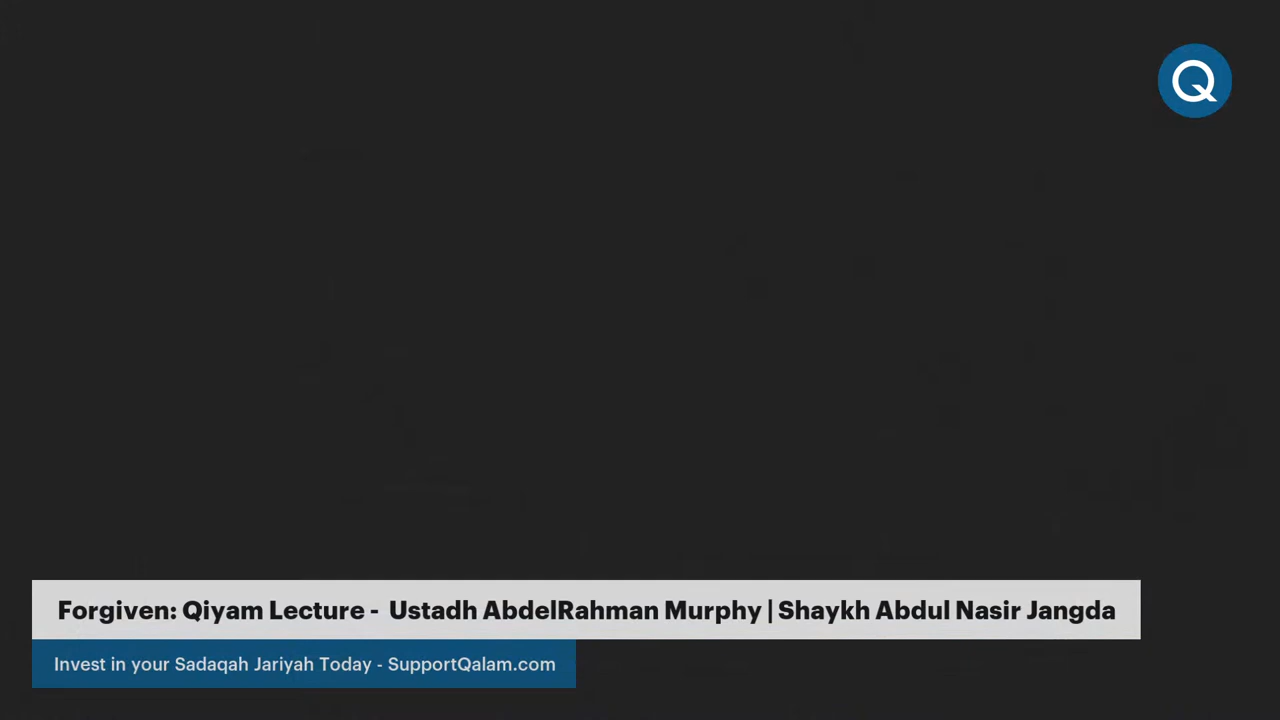 Q
Forgiven: Qiyam Lecture - Ustadh AbdelRahman Murphy | Shaykh Abdul Nasir Jangda
Invest in your Sadaqah Jariyah Today - SupportQalam.com